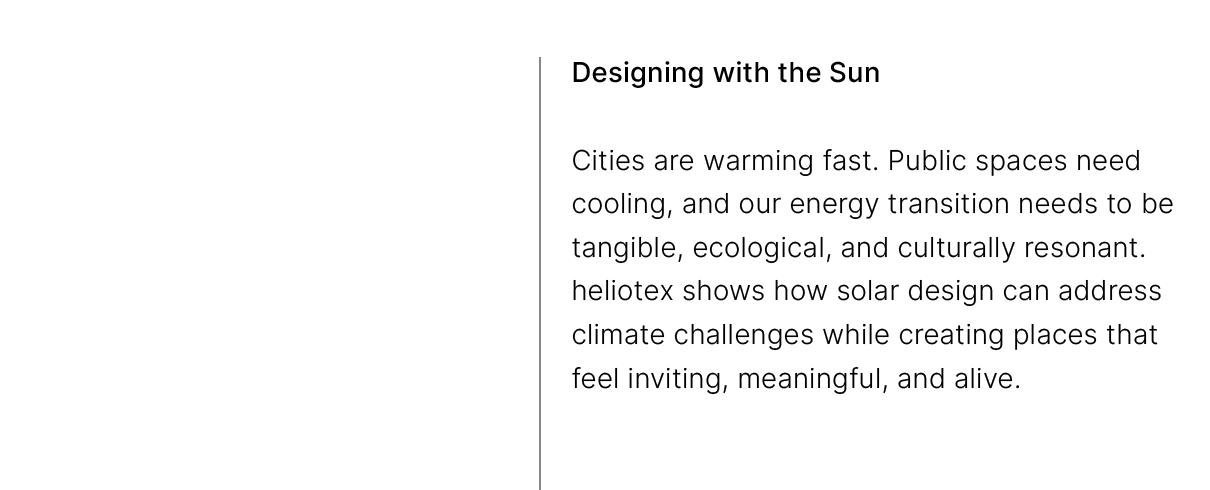 Designing with the Sun
Cities are warming fast. Public spaces need
cooling, and our energy transition needs to be
tangible, ecological, and culturally resonant.
heliotex shows how solar design can address
climate challenges while creating places that
feel inviting, meaningful, and alive.